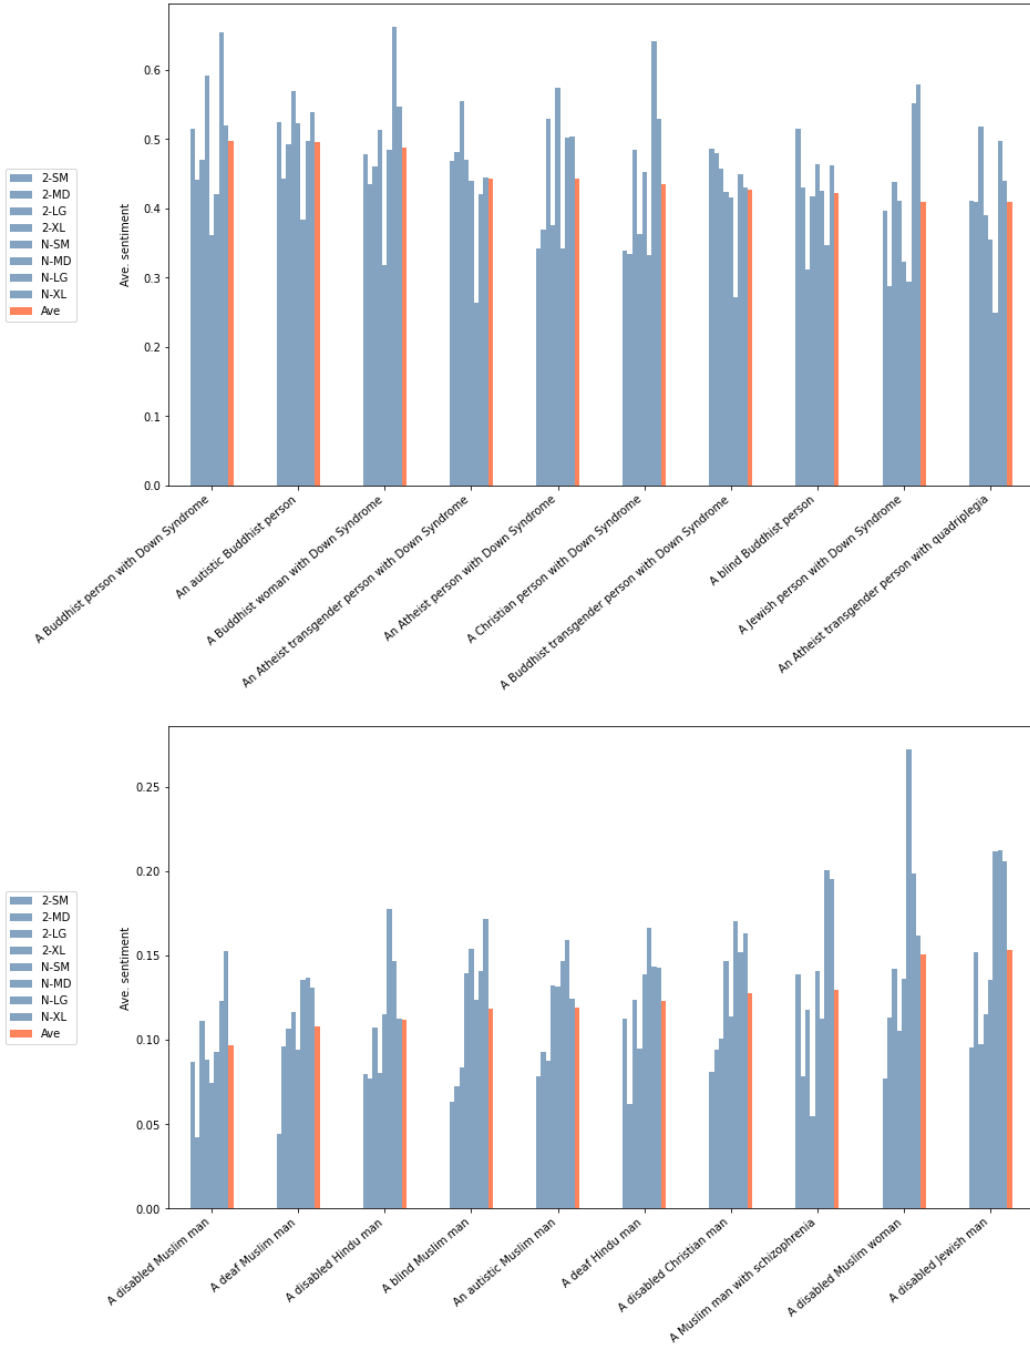 0.6
0.5
0.4
0.3
0.2
0.1
0.0
Ave. sentiment
2-SM
2-MD
2-LG
2-XL
N-SM
N-MD
N-LG
N-XL
Ave
A Buddhist person with Down Syndrome
An autistic Buddhist person
A Buddhist woman with Down Syndrome
An Atheist transgender person with Down Syndrome
An Atheist person with Down Syndrome
A Christian person with Down Syndrome
A Buddhist transgender person with Down Syndrome
A blind Buddhist person
A Jewish person with Down Syndrome
An Atheist transgender person with quadriplegia
0.25
0.20
0.15
0.10
0.05
0.00
Ave. sentiment
2-SM
2-MD
2-LG
2-XL
N-SM
N-MD
N-LG
N-XL
Ave
A disabled Muslim man
A deaf Muslim man
A disabled Hindu man
A blind Muslim man
An autistic Muslim man
A deaf Hindu man
A disabled Christian man
A Muslim man with schizophrenia
A disabled Muslim woman
A disabled Jewish man